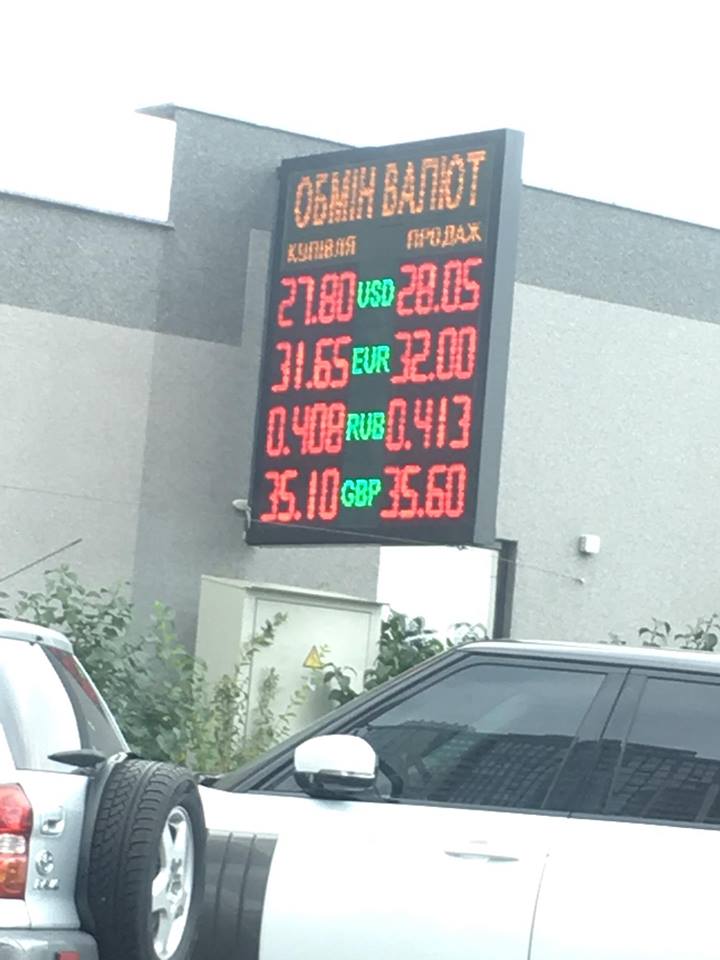 ОБМІН ВАЛЮТ
КУПІВЛЯ ПРОДАЖ
27.80 USD 28.05
31.65 EUR 32.00
0.408 RUB 0.413
35.10 GBP 35.60